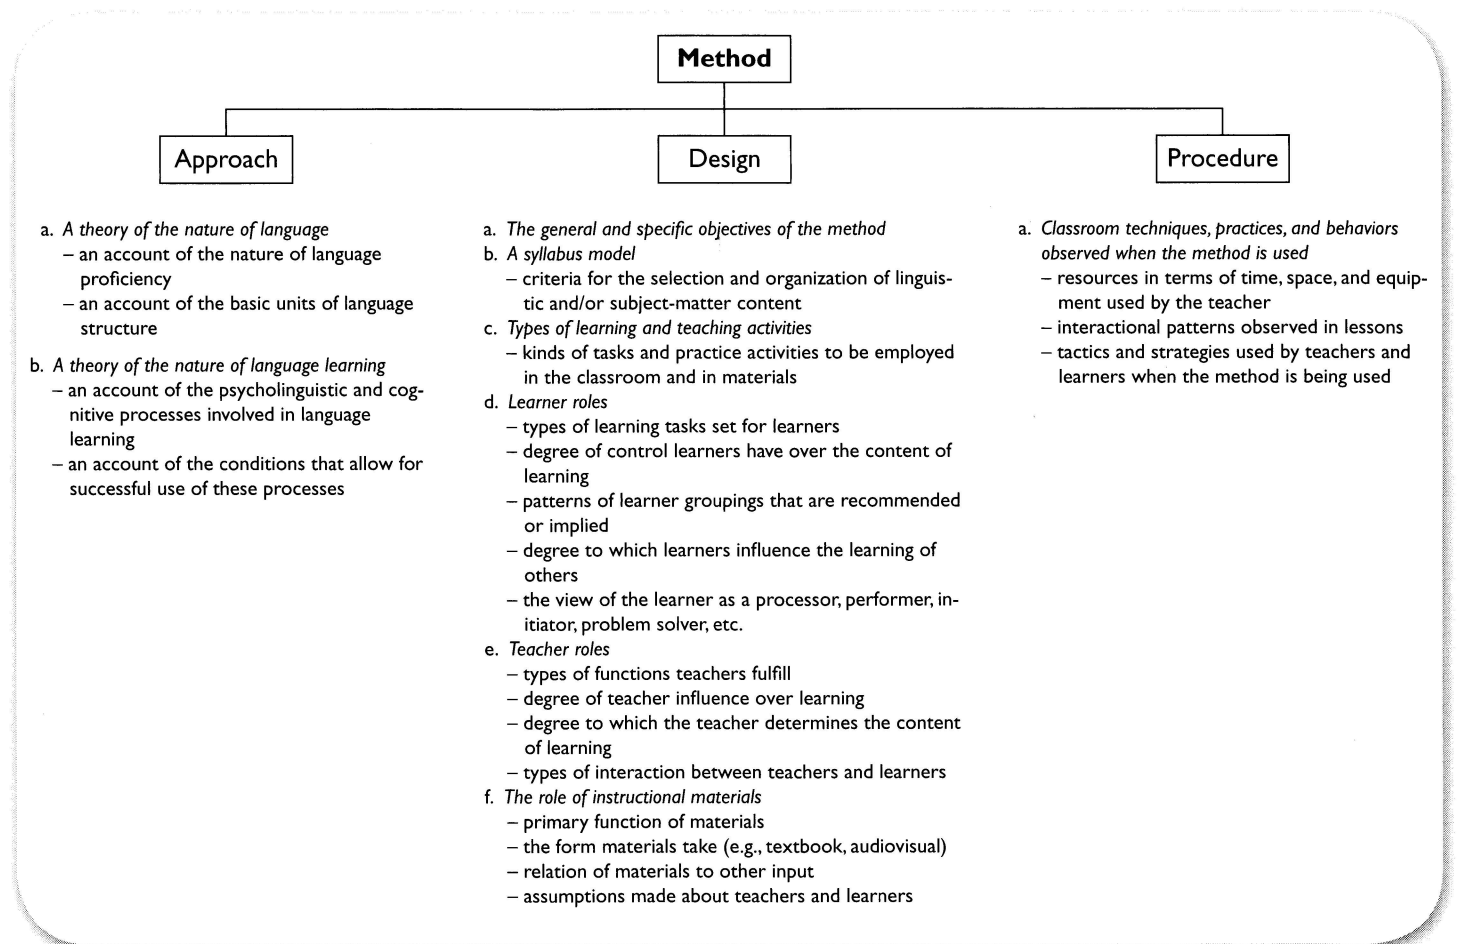 Method
Approach
Design
Procedure
a. A theory of the nature of language
– an account of the nature of language
proficiency
– an account of the basic units of language
structure
b. A theory of the nature of language learning
– an account of the psycholinguistic and cog-
nitive processes involved in language
learning
– an account of the conditions that allow for
successful use of these processes
a. The general and specific objectives of the method
b. A syllabus model
– criteria for the selection and organization of linguis-
tic and/or subject-matter content
c. Types of learning and teaching activities
– kinds of tasks and practice activities to be employed
in the classroom and in materials
d. Learner roles
– types of learning tasks set for learners
– degree of control learners have over the content of
learning
– patterns of learner groupings that are recommended
or implied
– degree to which learners influence the learning of
others
– the view of the learner as a processor, performer, in-
itiator, problem solver, etc.
e. Teacher roles
– types of functions teachers fulfill
– degree of teacher influence over learning
– degree to which the teacher determines the content
of learning
– types of interaction between teachers and learners
f. The role of instructional materials
– primary function of materials
– the form materials take (e.g., textbook, audiovisual)
– relation of materials to other input
– assumptions made about teachers and learners
a. Classroom techniques, practices, and behaviors
observed when the method is used
– resources in terms of time, space, and equip-
ment used by the teacher
– interactional patterns observed in lessons
– tactics and strategies used by teachers and
learners when the method is being used